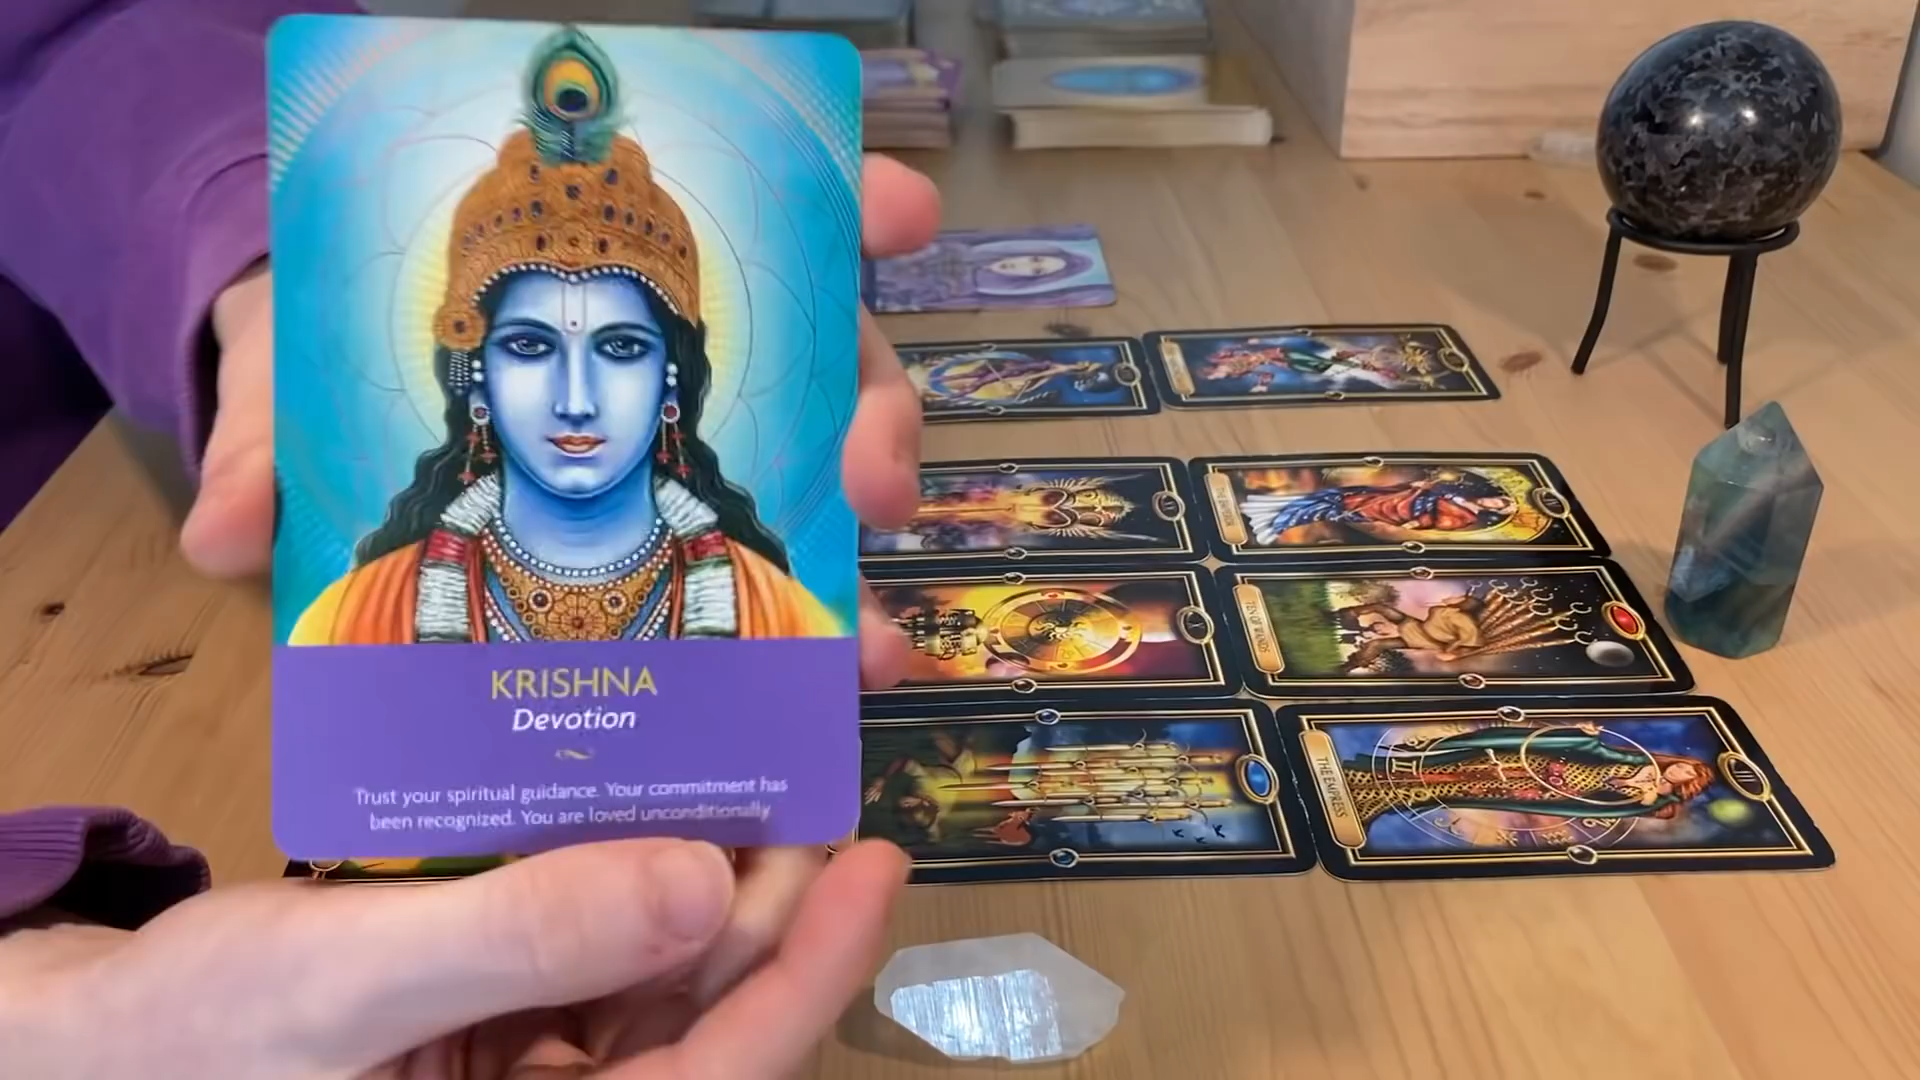 KRISHNA
Devotion
Trust your spiritual guidance. Your commitment has
been recognized. You are loved unconditionally
TEN OF WANDS
X
THE EMPRESS
III